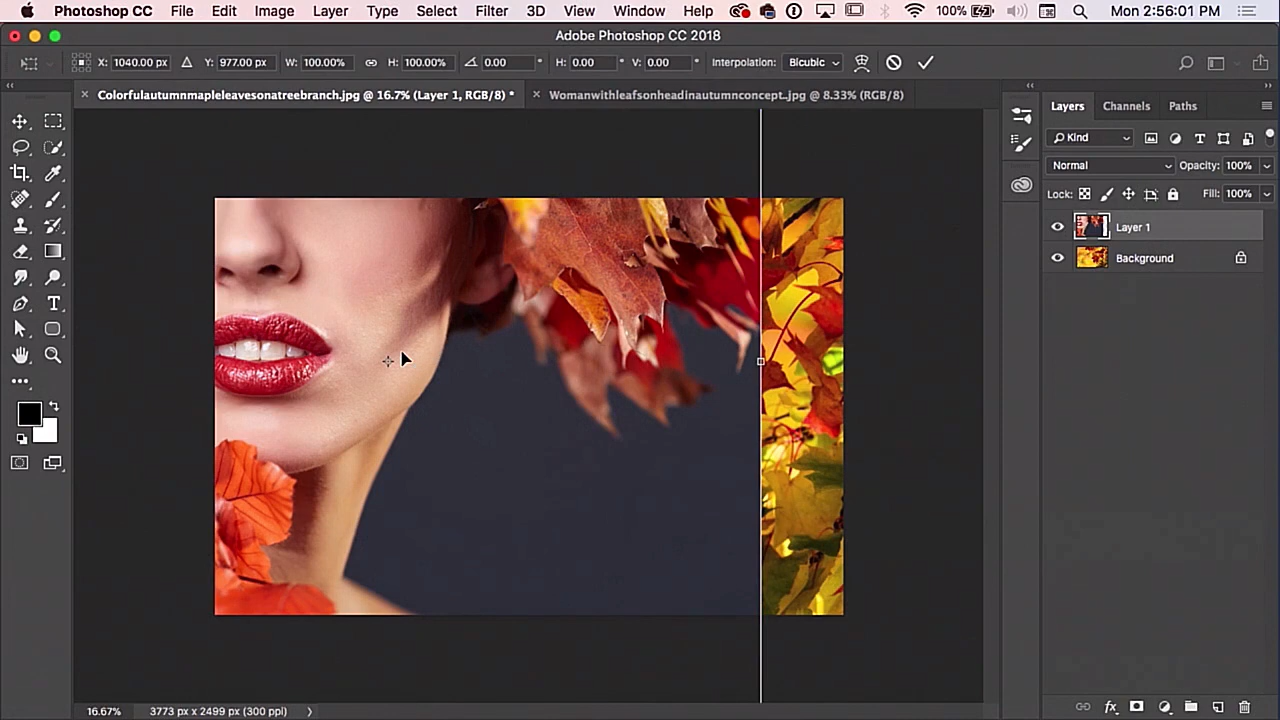 Photoshop CC File Edit Image Layer Type Select Filter 3D View Window Help 100% Mon 2:56:01 PM
Adobe Photoshop CC 2018
X: 1040.00 px Y: 977.00 px W: 100.00% H: 100.00% 0.00 ° H: 0.00 ° V: 0.00 ° Interpolation: Bicubic
Colorfulautumnmapleleavesonatreebranch.jpg @ 16.7% (Layer 1, RGB/8) * Womanwithleafsonheadinautumnconcept.jpg @ 8.33% (RGB/8)
Layers Channels Paths
Kind
Normal Opacity: 100%
Lock: Fill: 100%
Layer 1
Background
16.67% 3773 px x 2499 px (300 ppi)